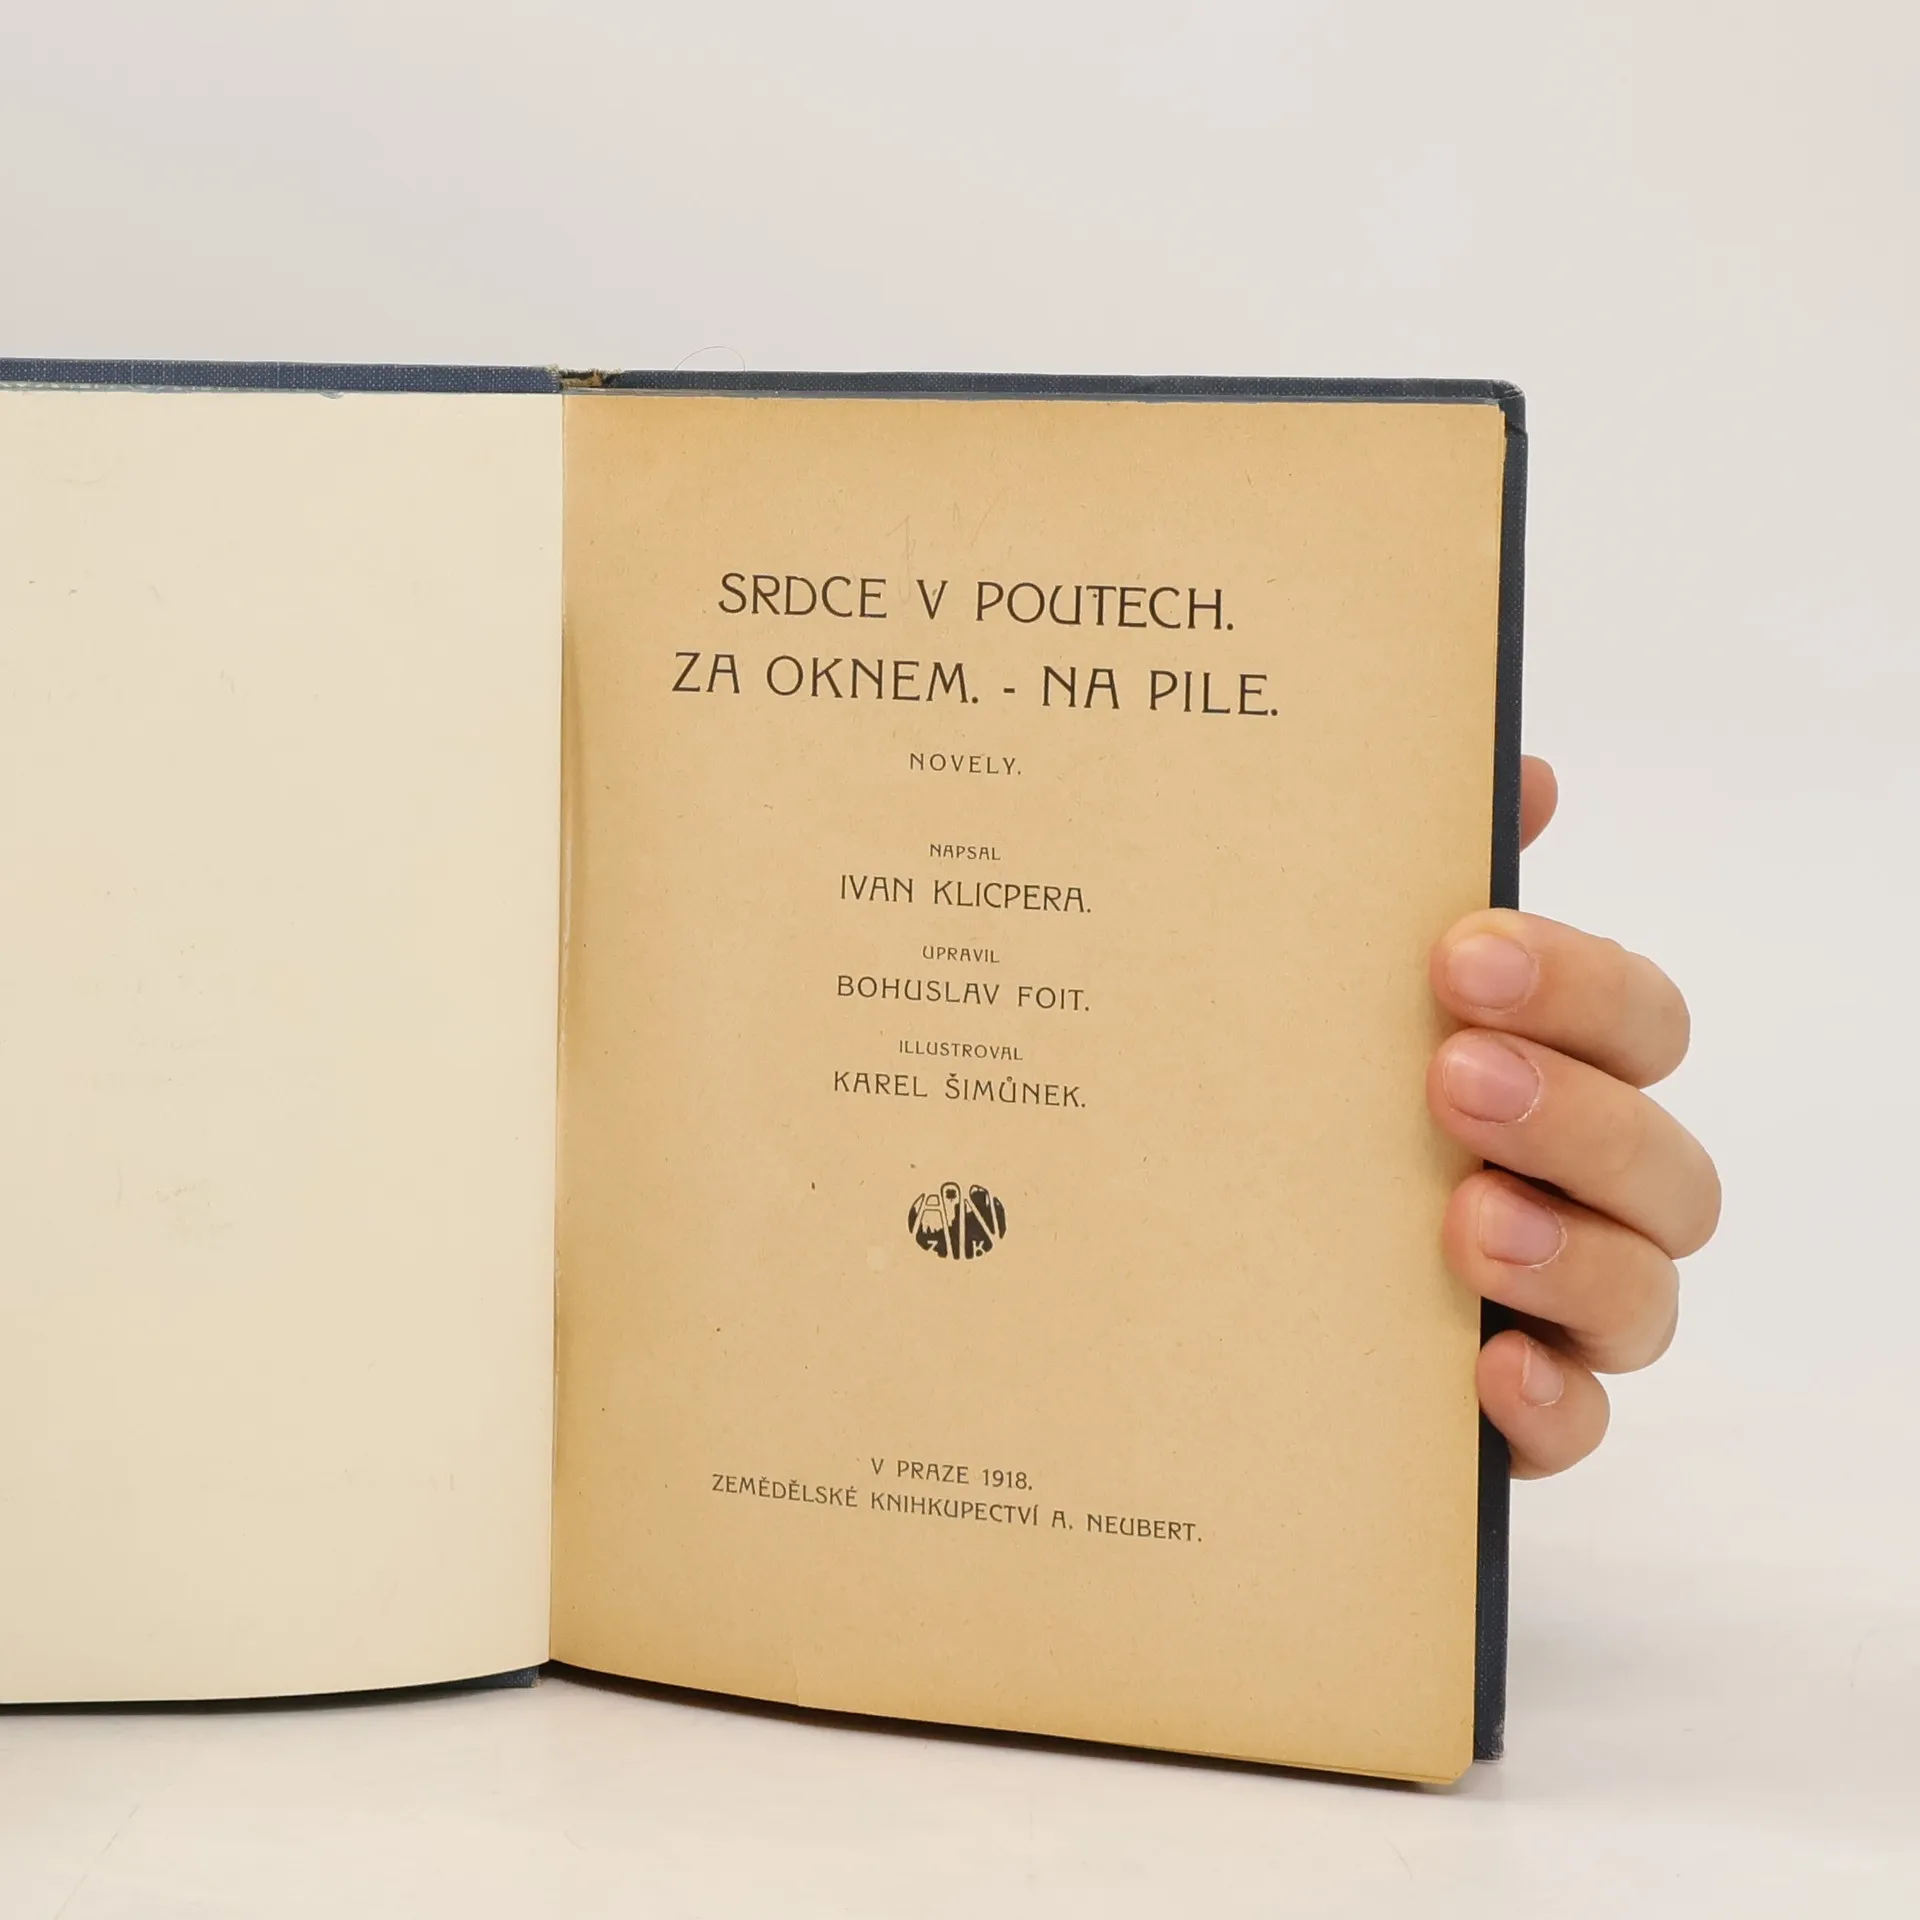 SRDCE V POUTECH.
ZA OKNEM. - NA PILE.
NOVELY.
NAPSAL
IVAN KLICPERA.
UPRAVIL
BOHUSLAV FOIT.
ILLUSTROVAL
KAREL ŠIMŮNEK.
AN
Z K
V PRAZE 1918.
ZEMĚDĚLSKÉ KNIHKUPECTVÍ A. NEUBERT.